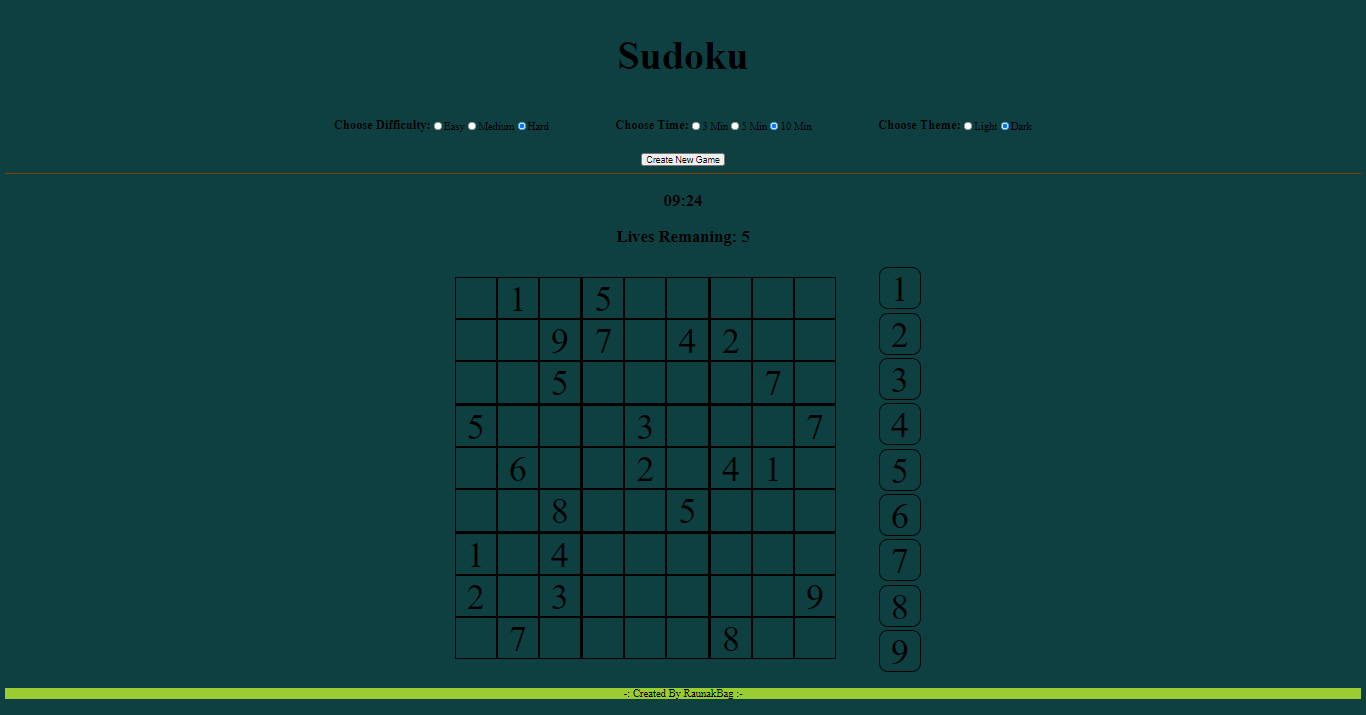 Sudoku
Choose Difficulty: Easy Medium Hard Choose Time: 3 Min 5 Min 10 Min Choose Theme: Light Dark
Create New Game
09:24
Lives Remaning: 5
1 5
9 7 4 2
5 7
5 3 7
6 2 4 1
8 5
1 4
2 3 9
7 8
1
2
3
4
5
6
7
8
9
-: Created By RaunakBag :-